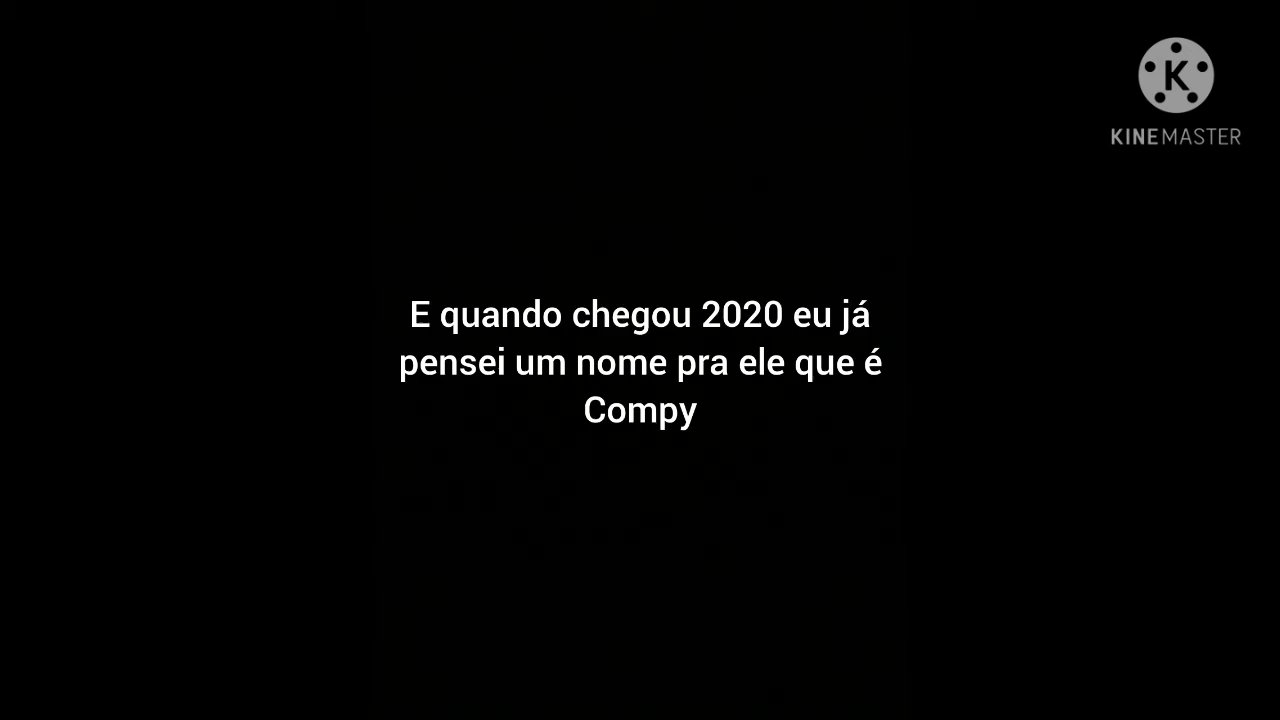 K
KINEMASTER
E quando chegou 2020 eu já
pensei um nome pra ele que é
Compy